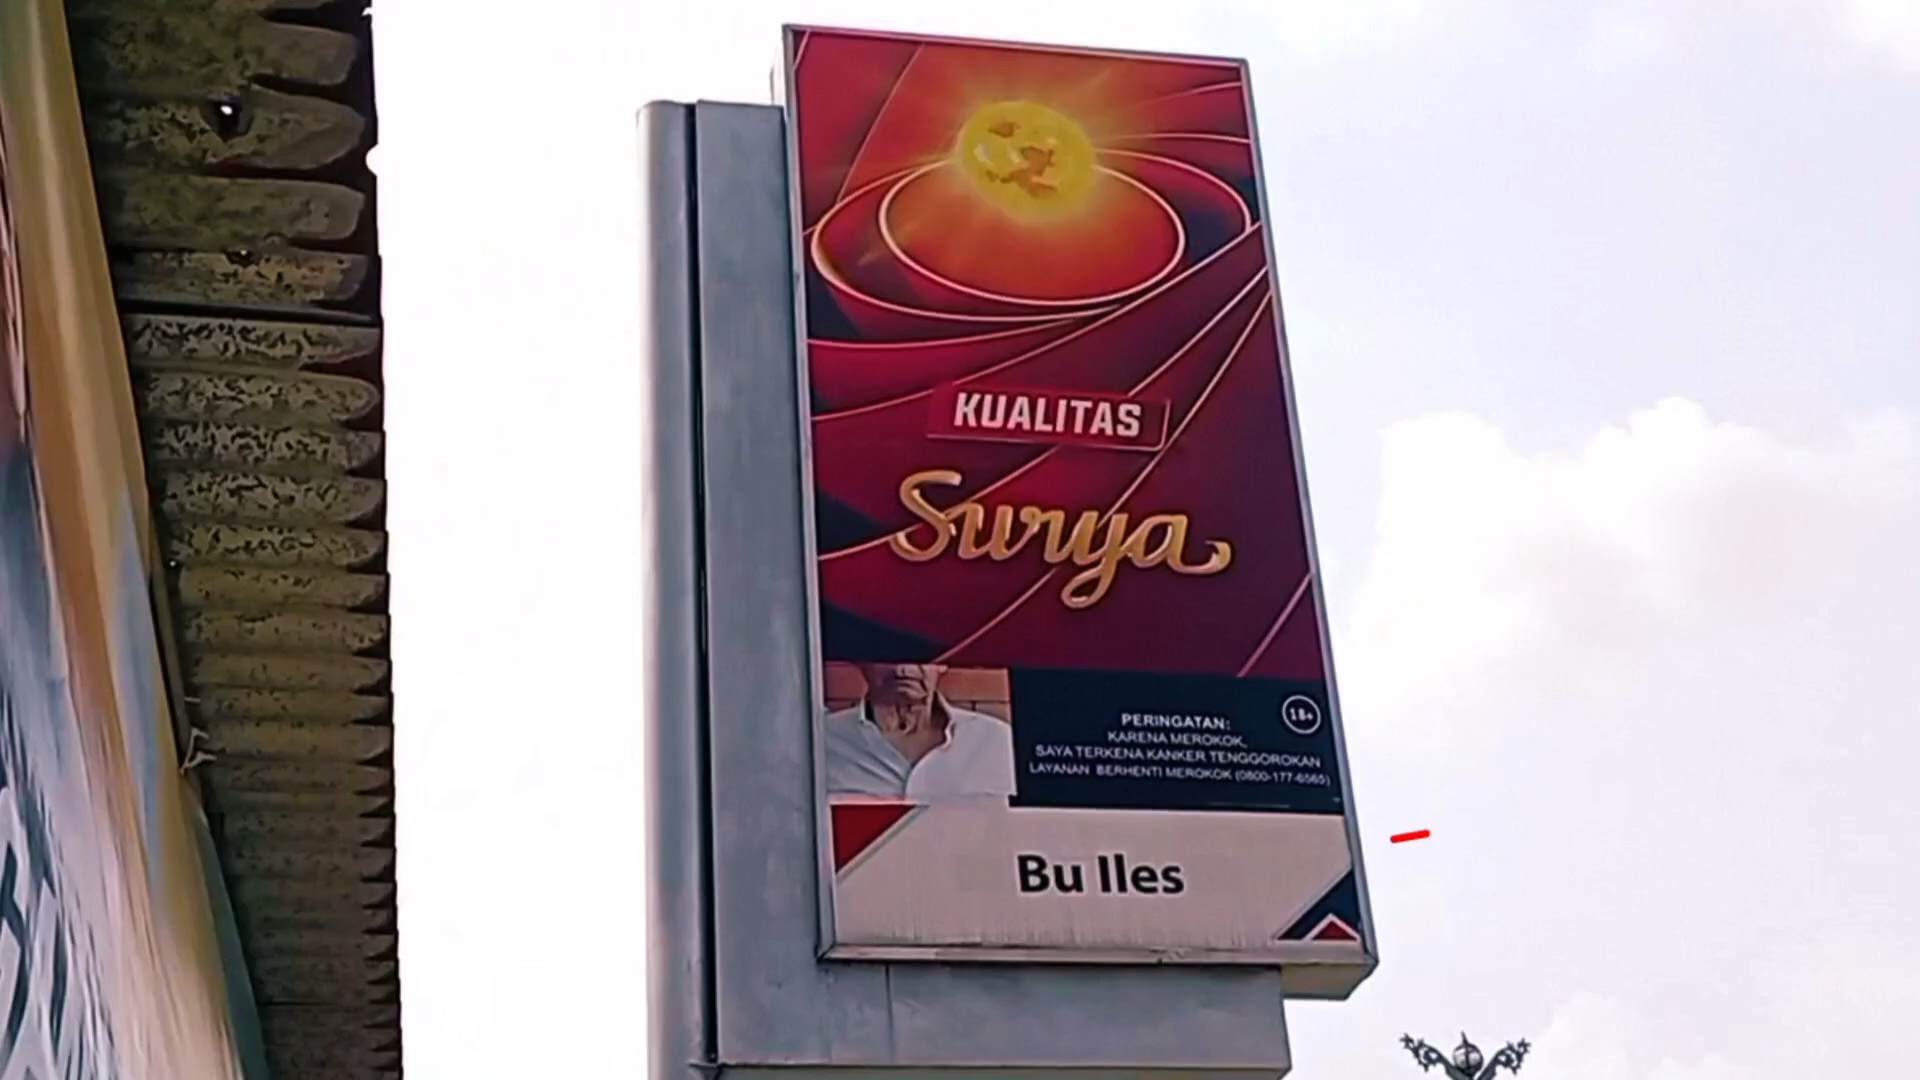 KUALITAS
Surya
18+
PERINGATAN:
KARENA MEROKOK,
SAYA TERKENA KANKER TENGGOROKAN
LAYANAN BERHENTI MEROKOK (0800-177-6565)
Bu Iles